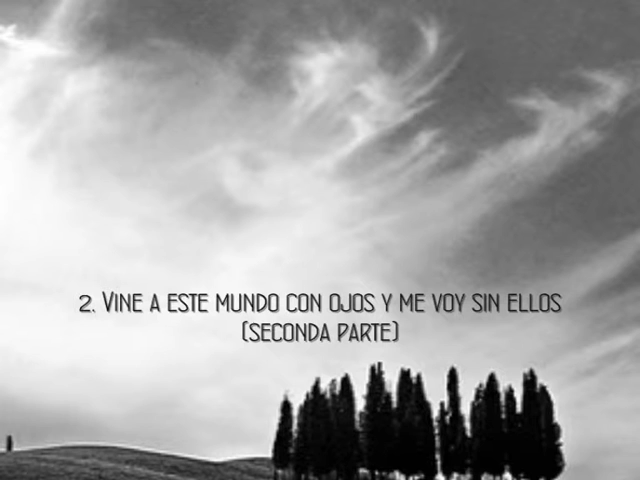 2. Vine a este mundo con ojos y me voy sin ellos
(seconda parte)